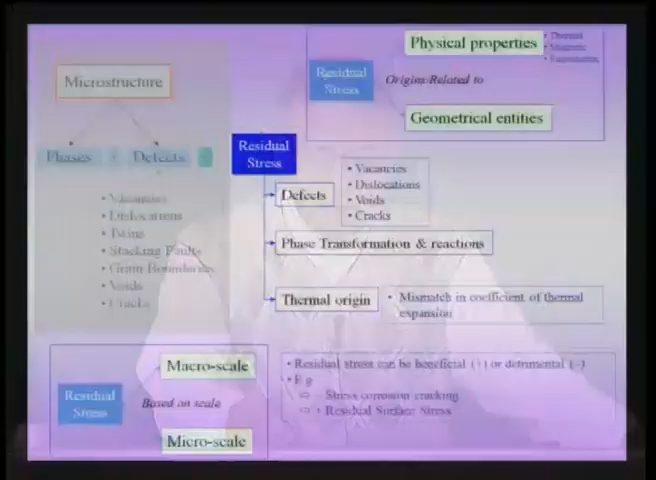 Microstructure
Phases
Defects
• Vacancies
• Dislocations
• Twins
• Stacking Faults
• Grain Boundaries
• Voids
• Cracks
Residual
Stress
Origins Related to
Physical properties
• Thermal
• Magnetic
Geometrical entities
Residual
Stress
Defects
• Vacancies
• Dislocations
• Voids
• Cracks
Phase Transformation & reactions
Thermal origin
• Mismatch in coefficient of thermal
expansion
Residual
Stress
Based on scale
Macro-scale
Micro-scale
• Residual stress can be beneficial (+) or detrimental (–)
• E.g.
– Stress corrosion cracking
+ Residual Surface Stress